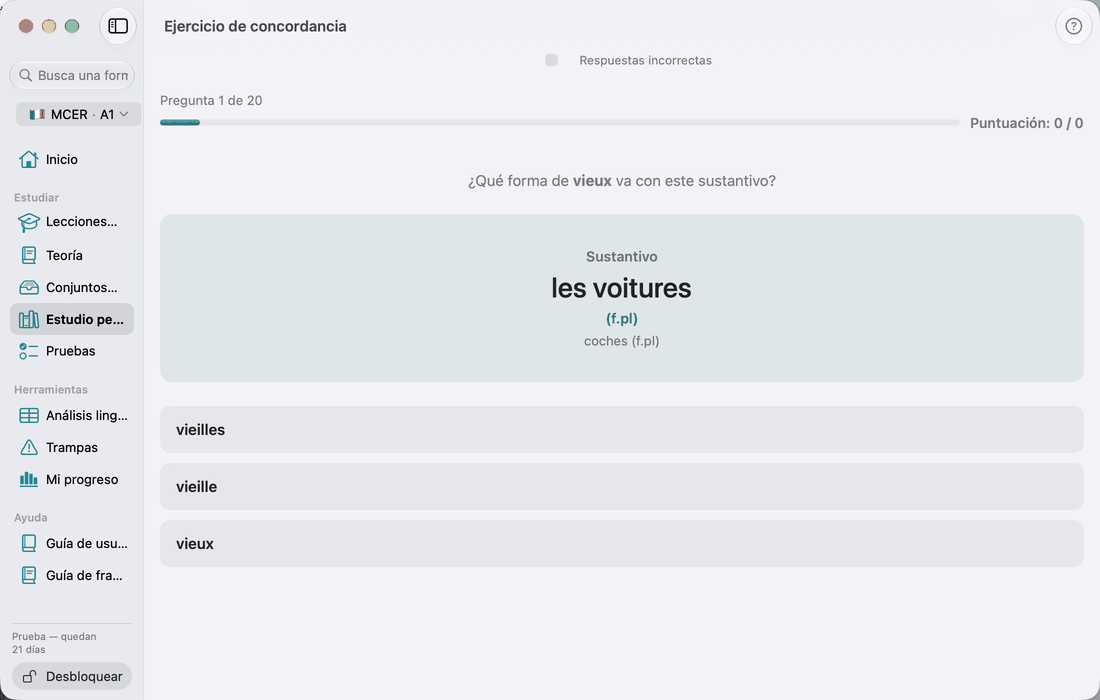 Ejercicio de concordancia
Respuestas incorrectas
Busca una forn
MCER · A1
Inicio
Estudiar
Lecciones...
Teoría
Conjuntos...
Estudio pe...
Pruebas
Herramientas
Análisis ling...
Trampas
Mi progreso
Ayuda
Guía de usu...
Guía de fra...
Prueba — quedan
21 días
Desbloquear
Pregunta 1 de 20
Puntuación: 0 / 0
¿Qué forma de vieux va con este sustantivo?
Sustantivo
les voitures
(f.pl)
coches (f.pl)
vieilles
vieille
vieux